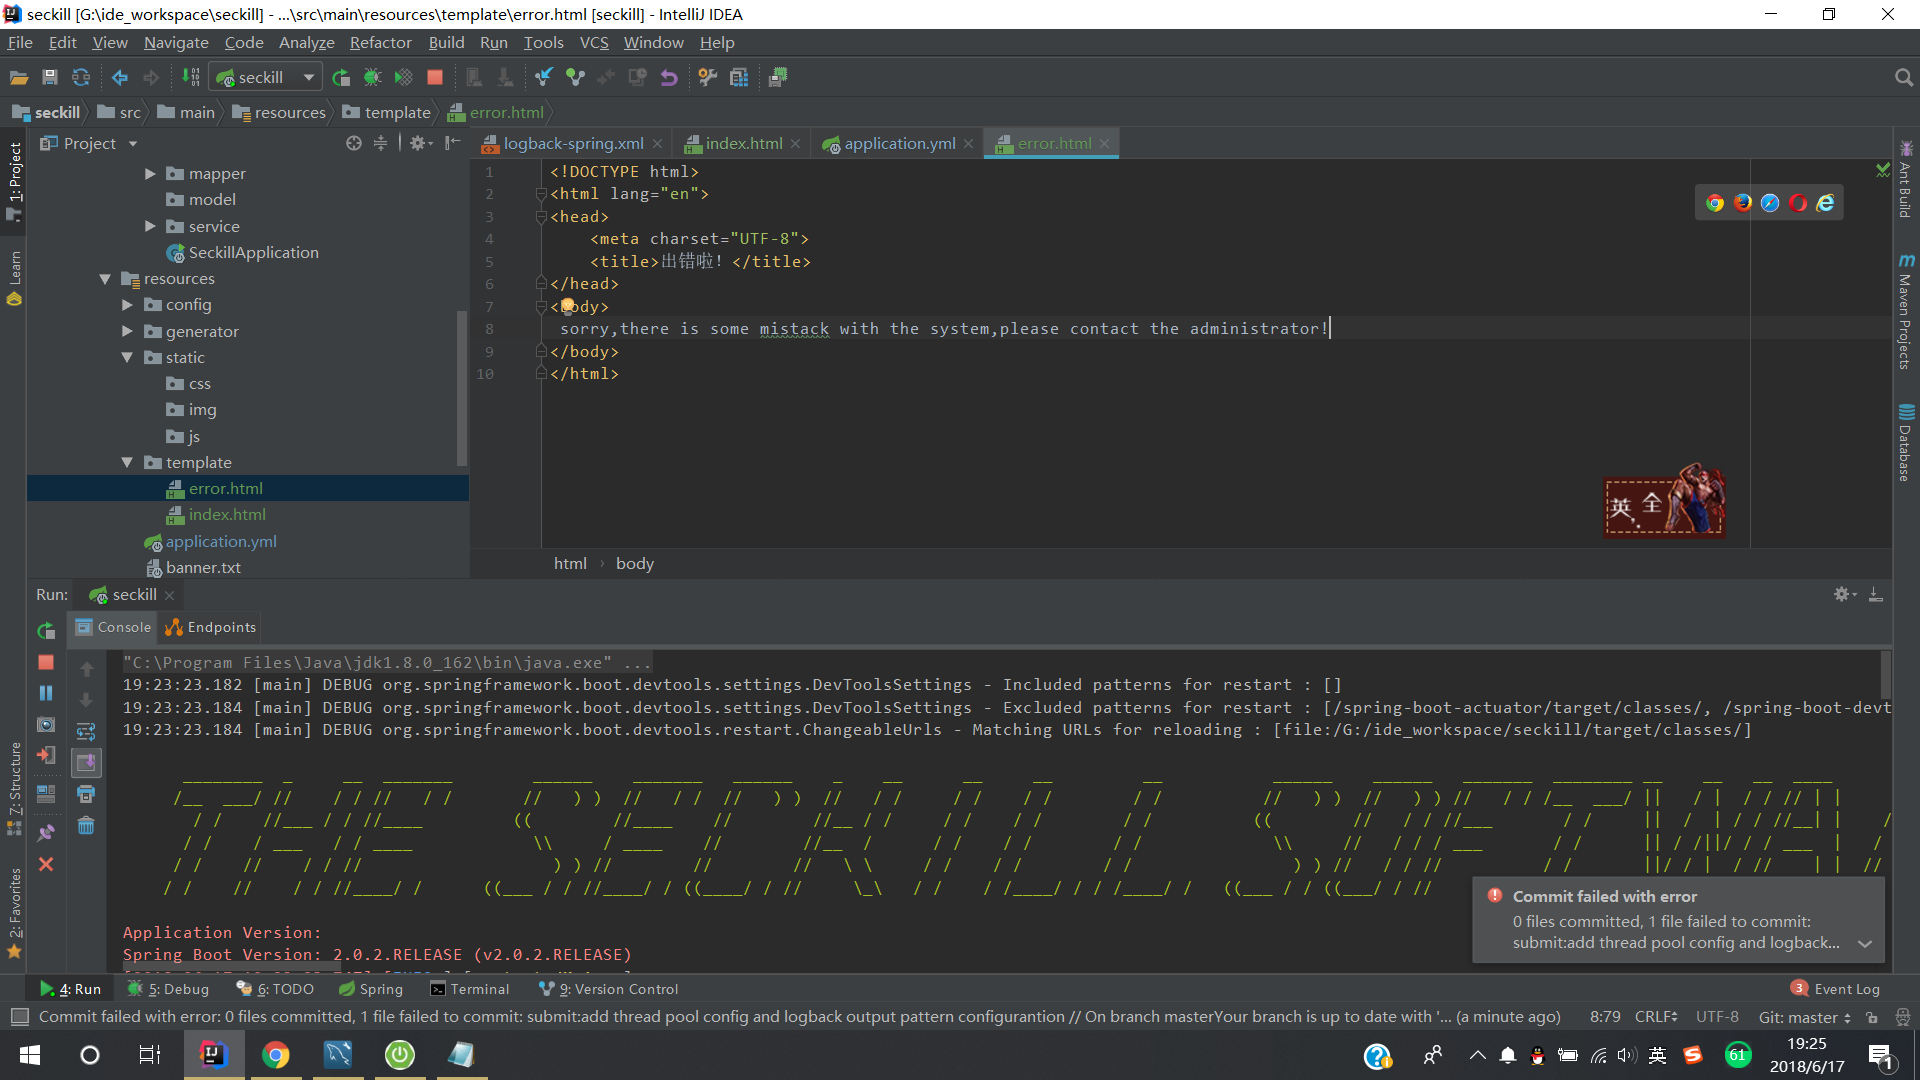 seckill [G:\ide_workspace\seckill] - ...\src\main\resources\template\error.html [seckill] - IntelliJ IDEA
File Edit View Navigate Code Analyze Refactor Build Run Tools VCS Window Help
seckill
seckill src main resources template error.html
Project
logback-spring.xml index.html application.yml error.html
1: Project
Learn
Z: Structure
2: Favorites
mapper
model
service
SeckillApplication
resources
config
generator
static
css
img
js
template
error.html
index.html
application.yml
banner.txt
1 <!DOCTYPE html>
2 <html lang="en">
3 <head>
4 <meta charset="UTF-8">
5 <title>出错啦! </title>
6 </head>
7 <body>
8 sorry,there is some mistack with the system,please contact the administrator!
9 </body>
10 </html>
英 全
html › body
Ant Build
Maven Projects
Database
Run: seckill
Console Endpoints
"C:\Program Files\Java\jdk1.8.0_162\bin\java.exe" ...
19:23:23.182 [main] DEBUG org.springframework.boot.devtools.settings.DevToolsSettings - Included patterns for restart : []
19:23:23.184 [main] DEBUG org.springframework.boot.devtools.settings.DevToolsSettings - Excluded patterns for restart : [/spring-boot-actuator/target/classes/, /spring-boot-devt
19:23:23.184 [main] DEBUG org.springframework.boot.devtools.restart.ChangeableUrls - Matching URLs for reloading : [file:/G:/ide_workspace/seckill/target/classes/]
Application Version:
Spring Boot Version: 2.0.2.RELEASE (v2.0.2.RELEASE)
Commit failed with error
0 files committed, 1 file failed to commit:
submit:add thread pool config and logback...
4: Run 5: Debug 6: TODO Spring Terminal 9: Version Control 3 Event Log
Commit failed with error: 0 files committed, 1 file failed to commit: submit:add thread pool config and logback output pattern configurantion // On branch masterYour branch is up to date with '... (a minute ago) 8:79 CRLF UTF-8 Git: master
英 61 19:25
2018/6/17
1